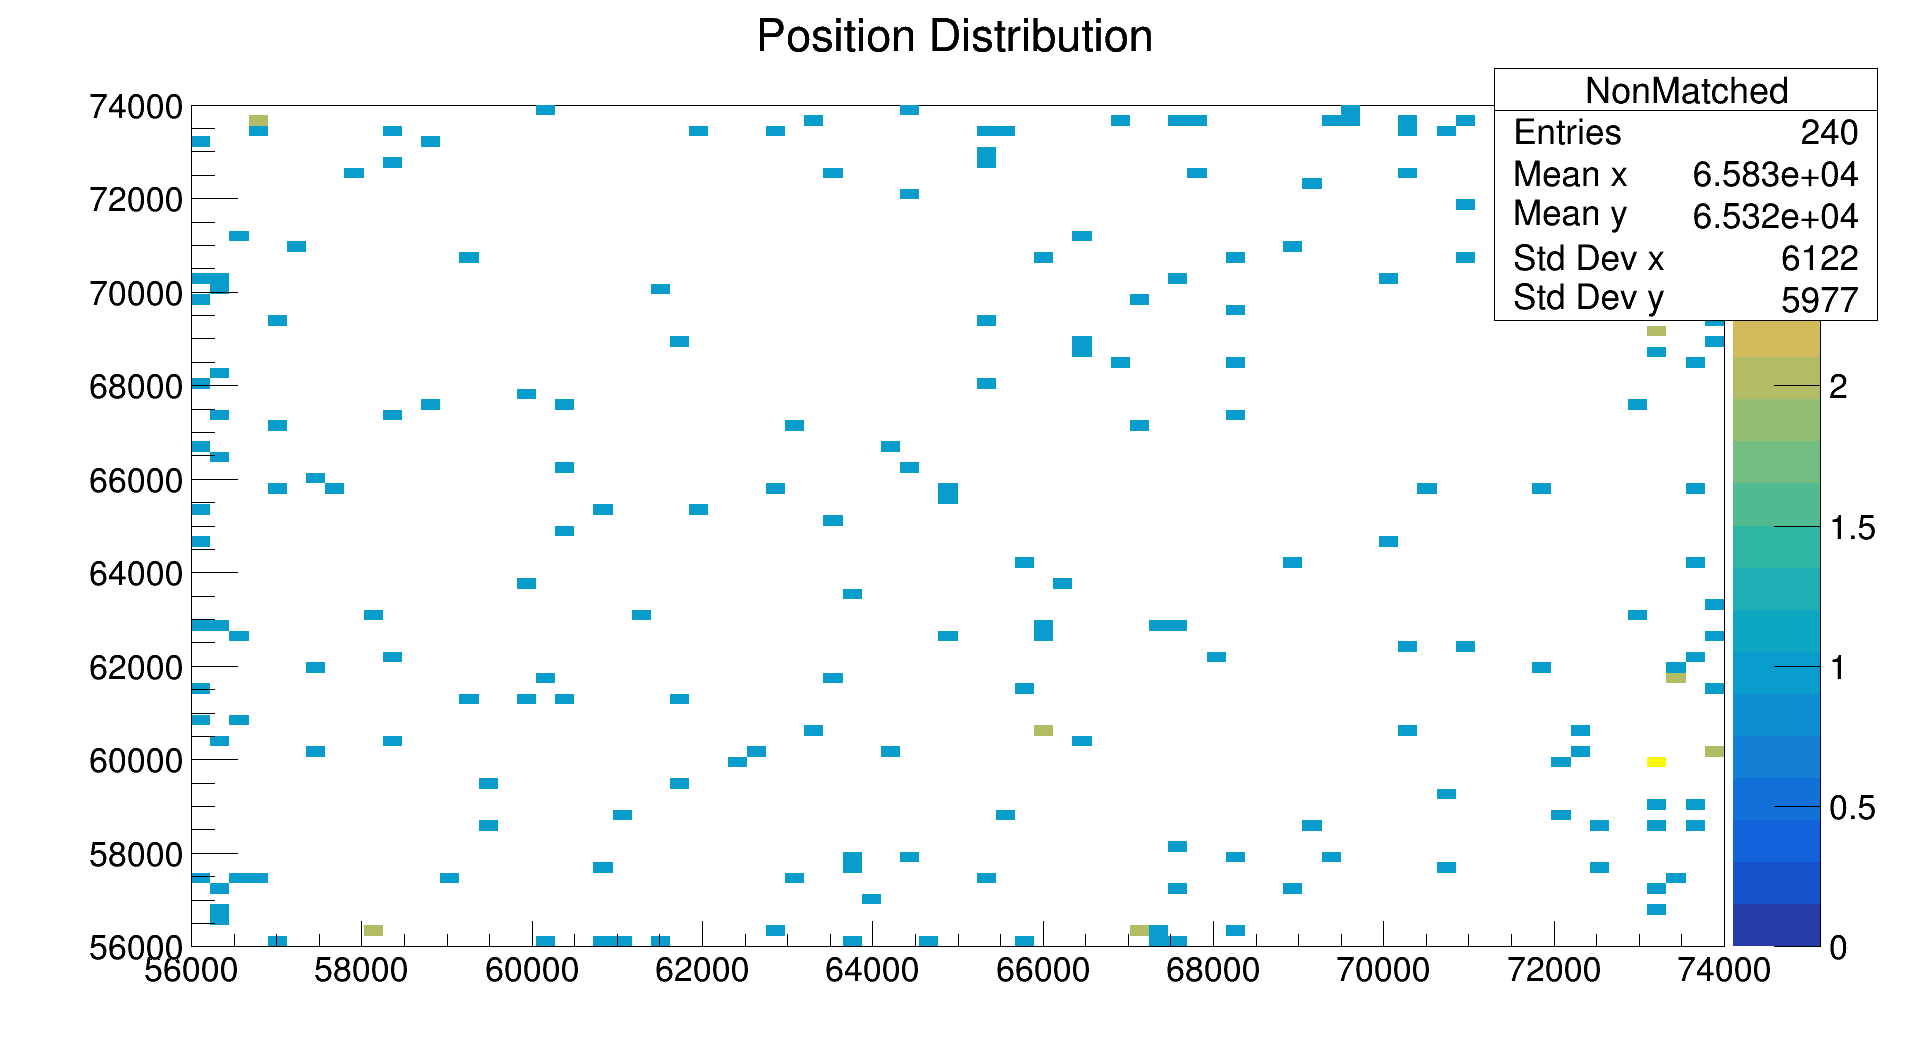 Position Distribution
NonMatched
Entries 240
Mean x 6.583e+04
Mean y 6.532e+04
Std Dev x 6122
Std Dev y 5977
74000
72000
70000
68000
66000
64000
62000
60000
58000
56000
56000 58000 60000 62000 64000 66000 68000 70000 72000 74000
2
1.5
1
0.5
0